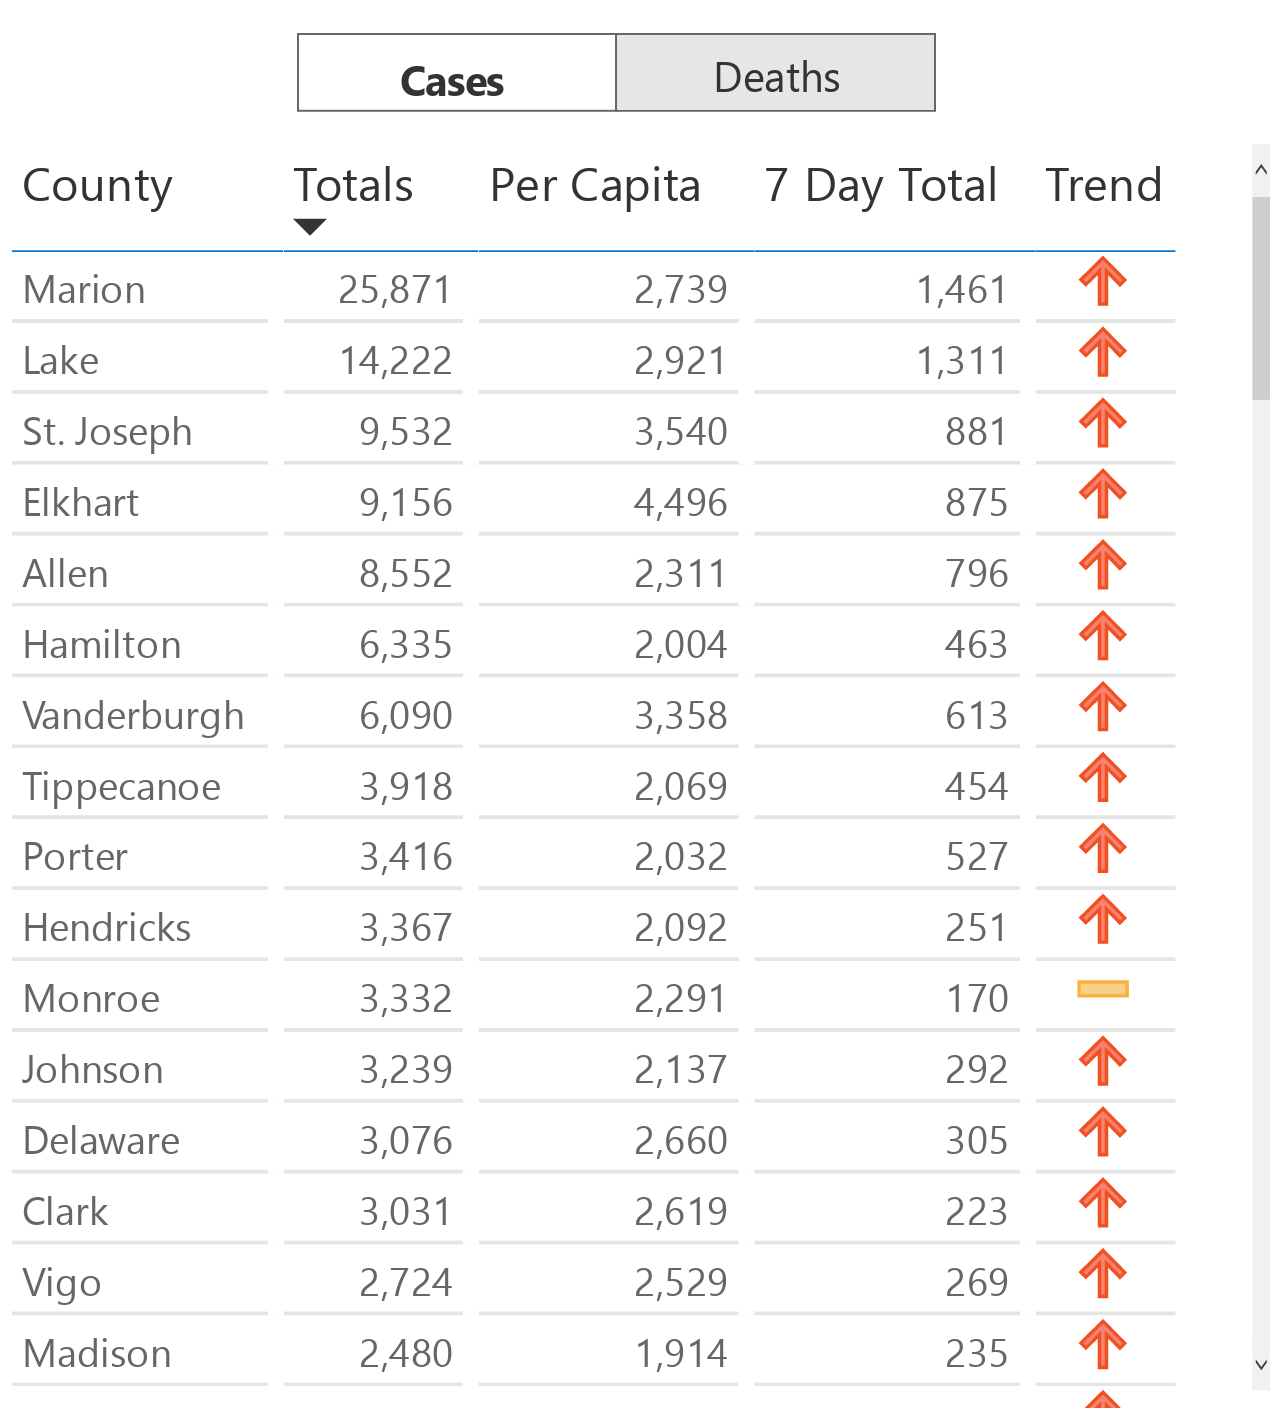 Cases Deaths
County Totals Per Capita 7 Day Total Trend
Marion 25,871 2,739 1,461
Lake 14,222 2,921 1,311
St. Joseph 9,532 3,540 881
Elkhart 9,156 4,496 875
Allen 8,552 2,311 796
Hamilton 6,335 2,004 463
Vanderburgh 6,090 3,358 613
Tippecanoe 3,918 2,069 454
Porter 3,416 2,032 527
Hendricks 3,367 2,092 251
Monroe 3,332 2,291 170
Johnson 3,239 2,137 292
Delaware 3,076 2,660 305
Clark 3,031 2,619 223
Vigo 2,724 2,529 269
Madison 2,480 1,914 235